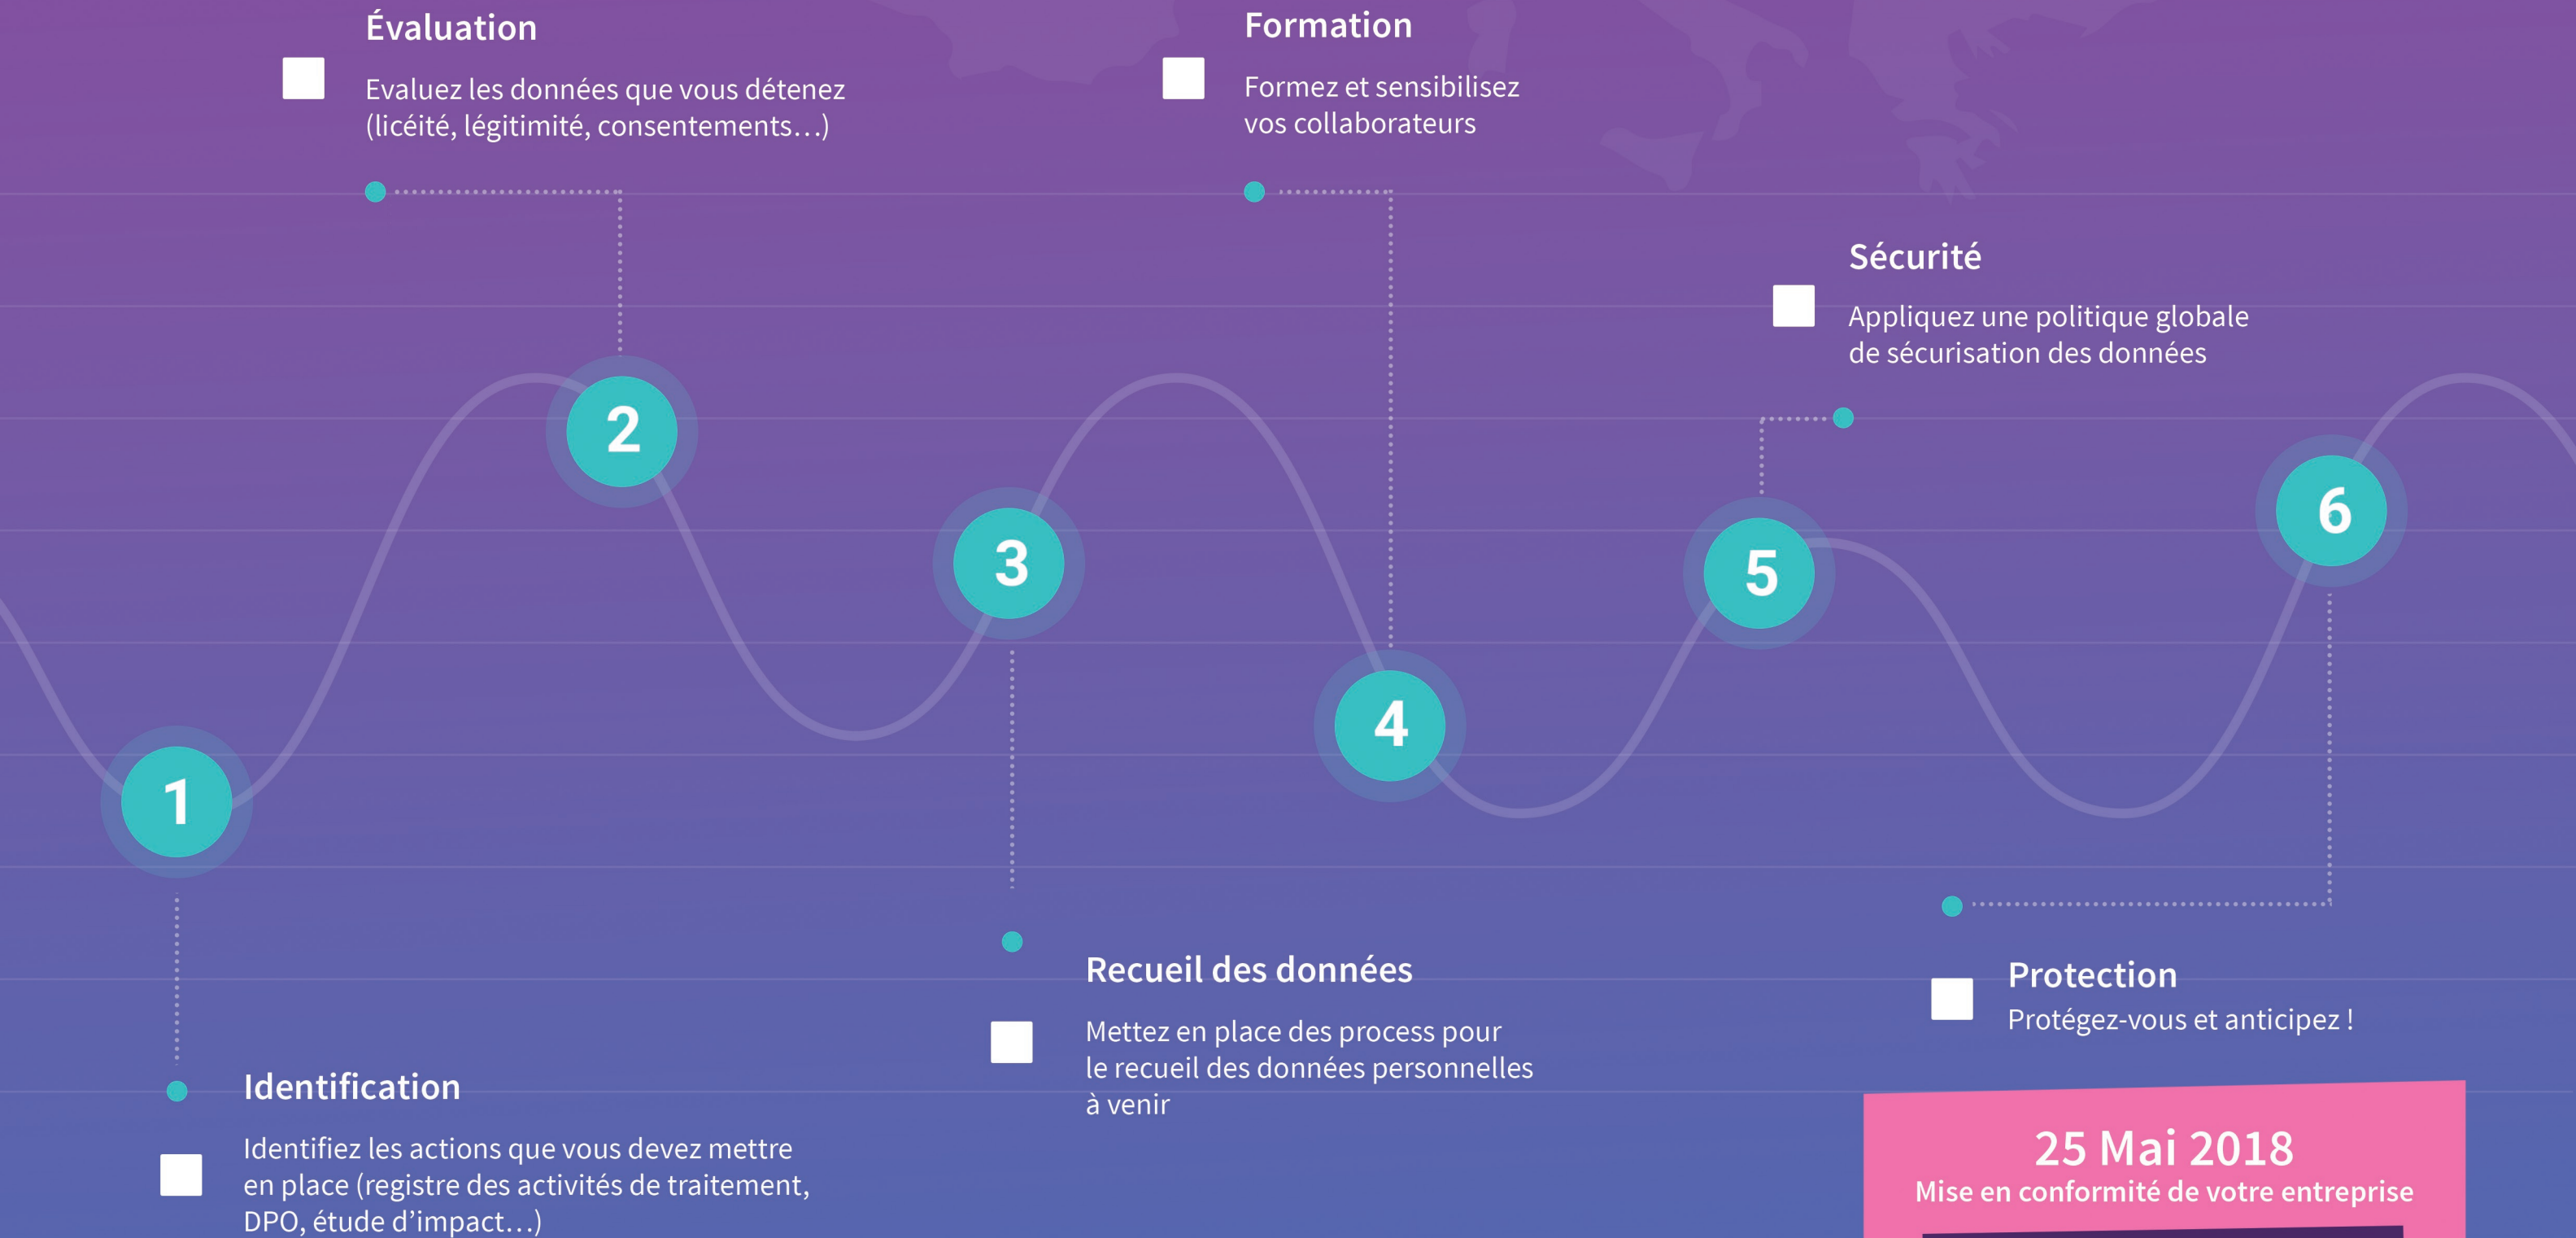 Évaluation
Evaluez les données que vous détenez
(licéité, légitimité, consentements…)
Formation
Formez et sensibilisez
vos collaborateurs
Sécurité
Appliquez une politique globale
de sécurisation des données
2
6
3
5
4
1
Recueil des données
Mettez en place des process pour
le recueil des données personnelles
à venir
Protection
Protégez-vous et anticipez !
Identification
Identifiez les actions que vous devez mettre
en place (registre des activités de traitement,
DPO, étude d’impact…)
25 Mai 2018
Mise en conformité de votre entreprise